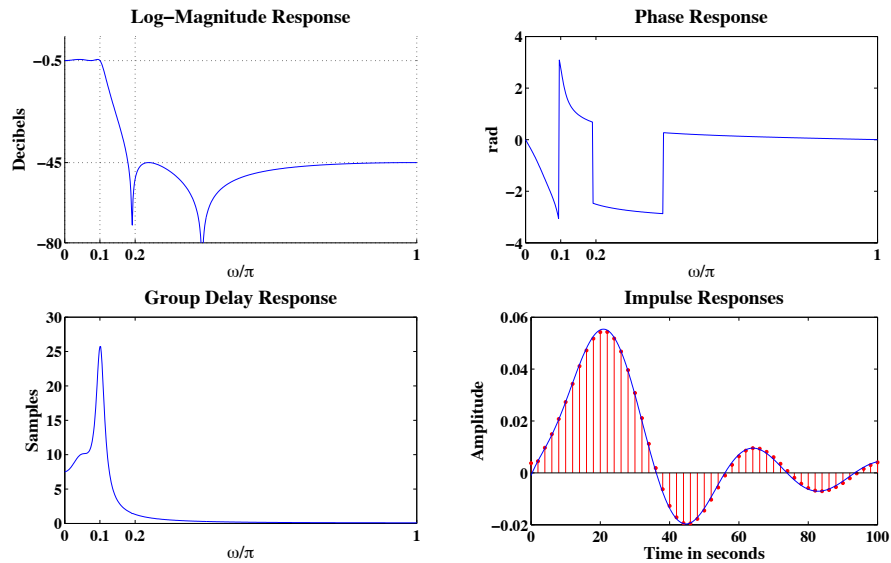 Log−Magnitude Response
Decibels
−0.5
−45
−80
0 0.1 0.2 1
ω/π
Phase Response
rad
4
2
0
−2
−4
0 0.1 0.2 1
ω/π
Group Delay Response
Samples
30
25
20
15
10
5
0
0 0.1 0.2 1
ω/π
Impulse Responses
Amplitude
0.06
0.04
0.02
0
−0.02
0 20 40 60 80 100
Time in seconds